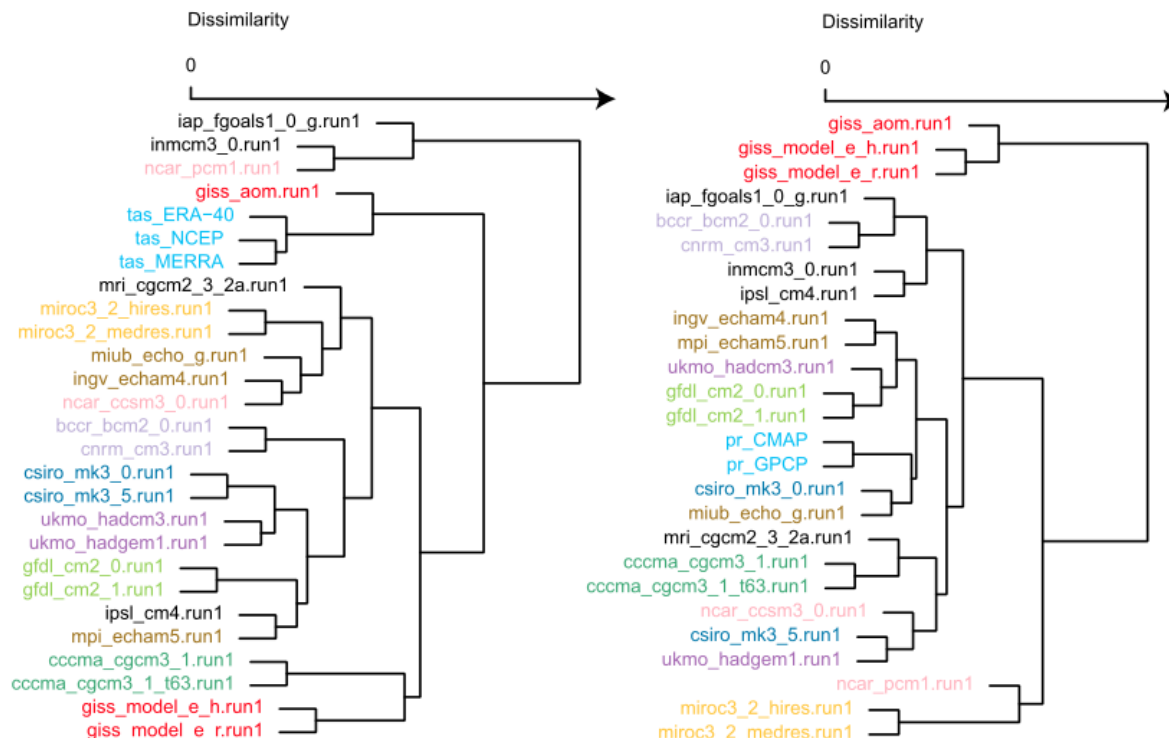 Dissimilarity
0
iap_fgoals1_0_g.run1
inmcm3_0.run1
ncar_pcm1.run1
giss_aom.run1
tas_ERA−40
tas_NCEP
tas_MERRA
mri_cgcm2_3_2a.run1
miroc3_2_hires.run1
miroc3_2_medres.run1
miub_echo_g.run1
ingv_echam4.run1
ncar_ccsm3_0.run1
bccr_bcm2_0.run1
cnrm_cm3.run1
csiro_mk3_0.run1
csiro_mk3_5.run1
ukmo_hadcm3.run1
ukmo_hadgem1.run1
gfdl_cm2_0.run1
gfdl_cm2_1.run1
ipsl_cm4.run1
mpi_echam5.run1
cccma_cgcm3_1.run1
cccma_cgcm3_1_t63.run1
giss_model_e_h.run1
giss_model_e_r.run1
Dissimilarity
0
giss_aom.run1
giss_model_e_h.run1
giss_model_e_r.run1
iap_fgoals1_0_g.run1
bccr_bcm2_0.run1
cnrm_cm3.run1
inmcm3_0.run1
ipsl_cm4.run1
ingv_echam4.run1
mpi_echam5.run1
ukmo_hadcm3.run1
gfdl_cm2_0.run1
gfdl_cm2_1.run1
pr_CMAP
pr_GPCP
csiro_mk3_0.run1
miub_echo_g.run1
mri_cgcm2_3_2a.run1
cccma_cgcm3_1.run1
cccma_cgcm3_1_t63.run1
ncar_ccsm3_0.run1
csiro_mk3_5.run1
ukmo_hadgem1.run1
ncar_pcm1.run1
miroc3_2_hires.run1
miroc3_2_medres.run1